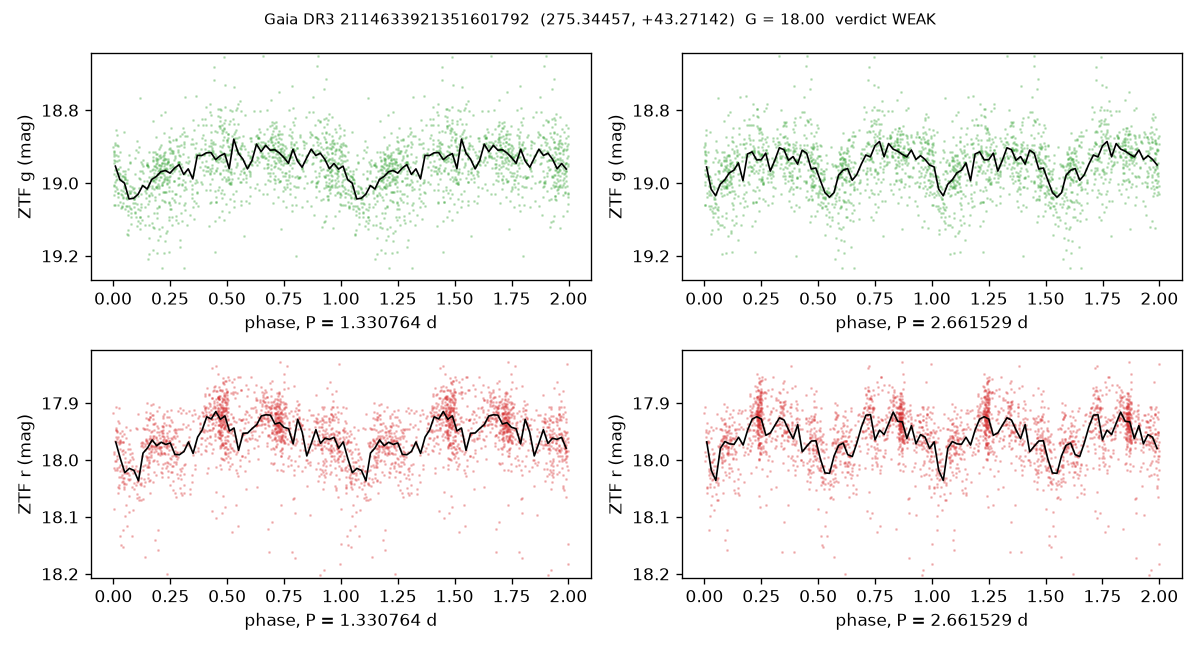 Gaia DR3 2114633921351601792 (275.34457, +43.27142) G = 18.00 verdict WEAK
ZTF g (mag)
18.8
19.0
19.2
0.00 0.25 0.50 0.75 1.00 1.25 1.50 1.75 2.00
phase, P = 1.330764 d
ZTF g (mag)
18.8
19.0
19.2
0.00 0.25 0.50 0.75 1.00 1.25 1.50 1.75 2.00
phase, P = 2.661529 d
ZTF r (mag)
17.9
18.0
18.1
18.2
0.00 0.25 0.50 0.75 1.00 1.25 1.50 1.75 2.00
phase, P = 1.330764 d
ZTF r (mag)
17.9
18.0
18.1
18.2
0.00 0.25 0.50 0.75 1.00 1.25 1.50 1.75 2.00
phase, P = 2.661529 d